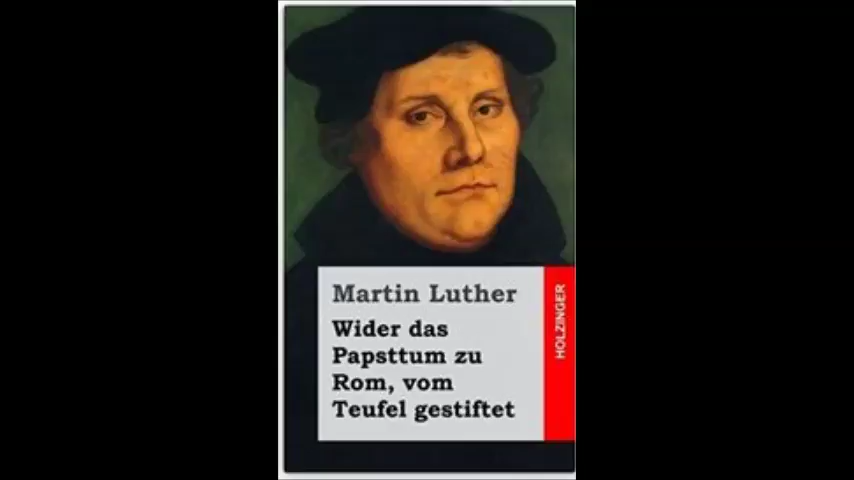 Martin Luther
Wider das
Papsttum zu
Rom, vom
Teufel gestiftet
HOLZINGER